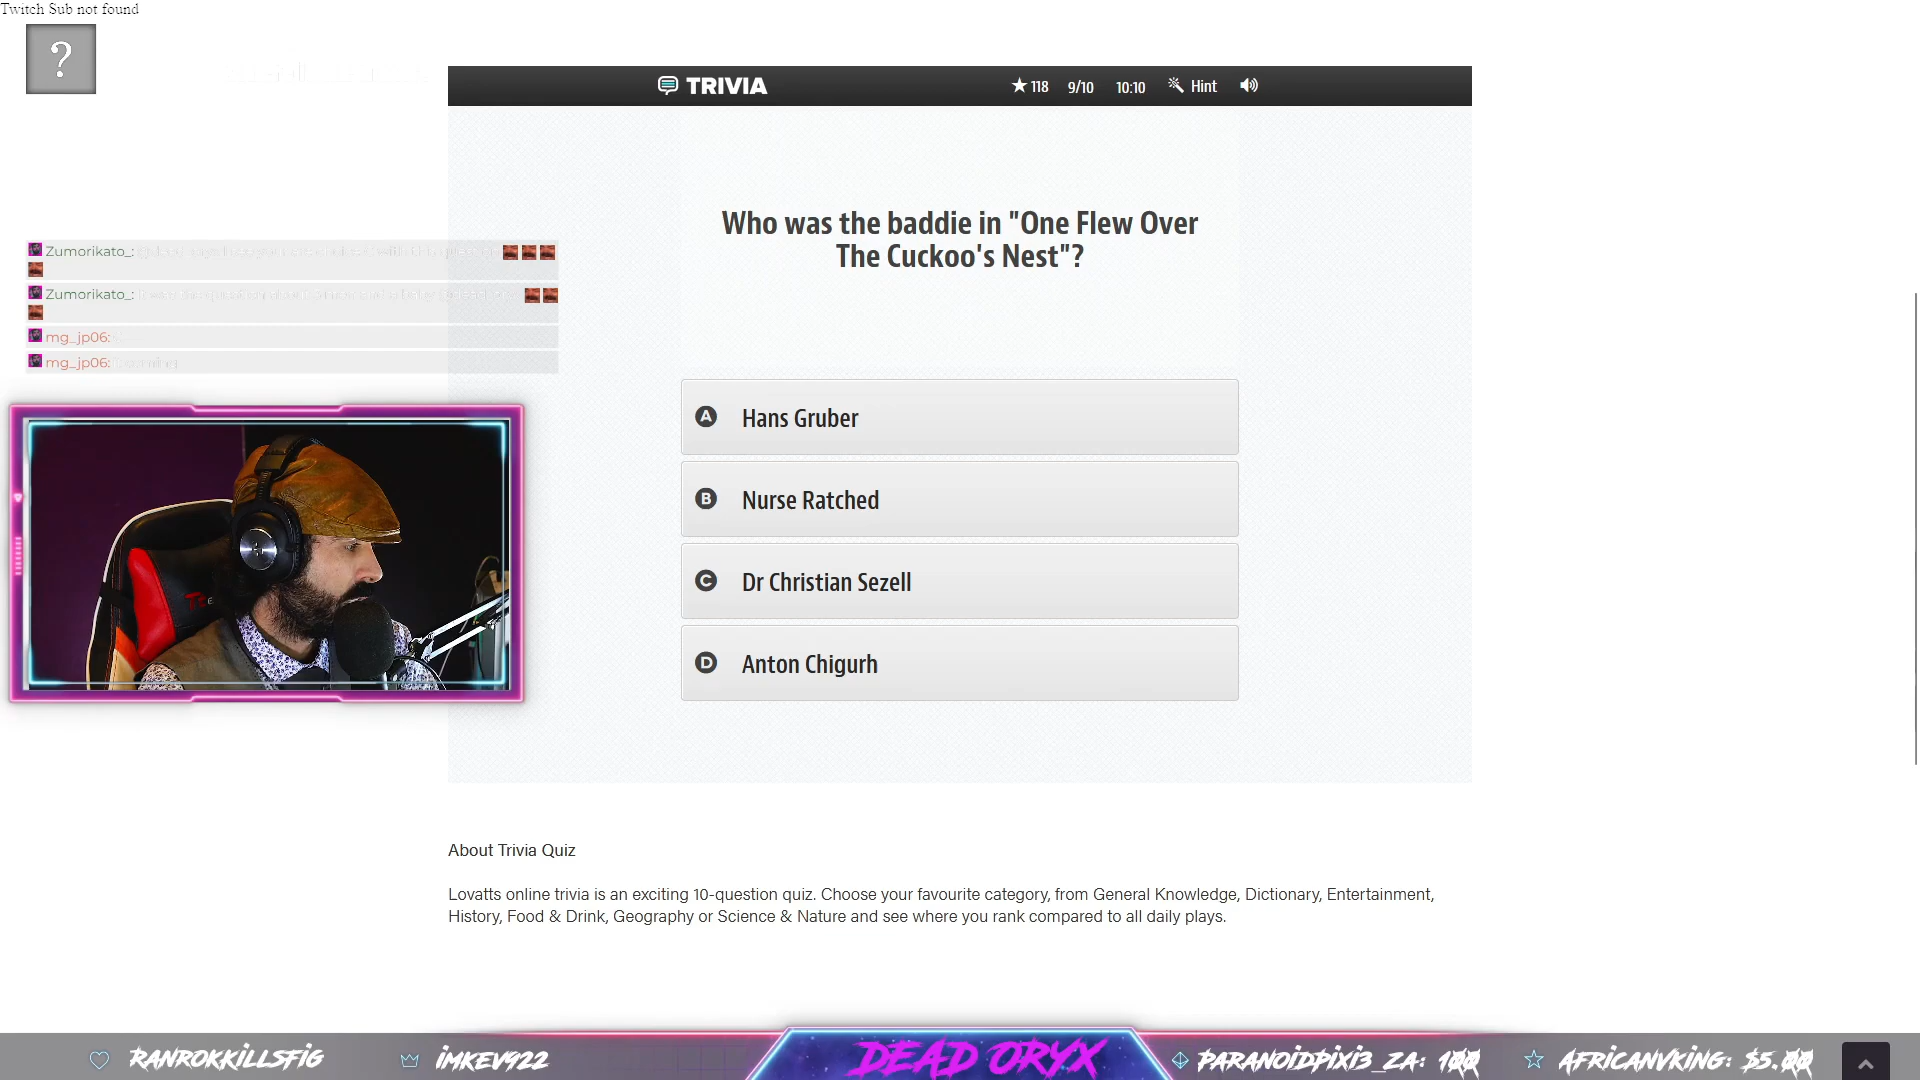 Twitch Sub not found
?
TRIVIA
118
9/10
10:10
Hint
Who was the baddie in "One Flew Over
The Cuckoo's Nest"?
Zumorikato_:
Zumorikato_:
mg_jp06:
mg_jp06:
A Hans Gruber
B Nurse Ratched
C Dr Christian Sezell
D Anton Chigurh
About Trivia Quiz
Lovatts online trivia is an exciting 10-question quiz. Choose your favourite category, from General Knowledge, Dictionary, Entertainment,
History, Food & Drink, Geography or Science & Nature and see where you rank compared to all daily plays.
RANROKKILLSFIG
IMKEV922
DEAD ORYX
PARANOIDPIXI3_ZA: 100
AFRICANVKING: $5.00